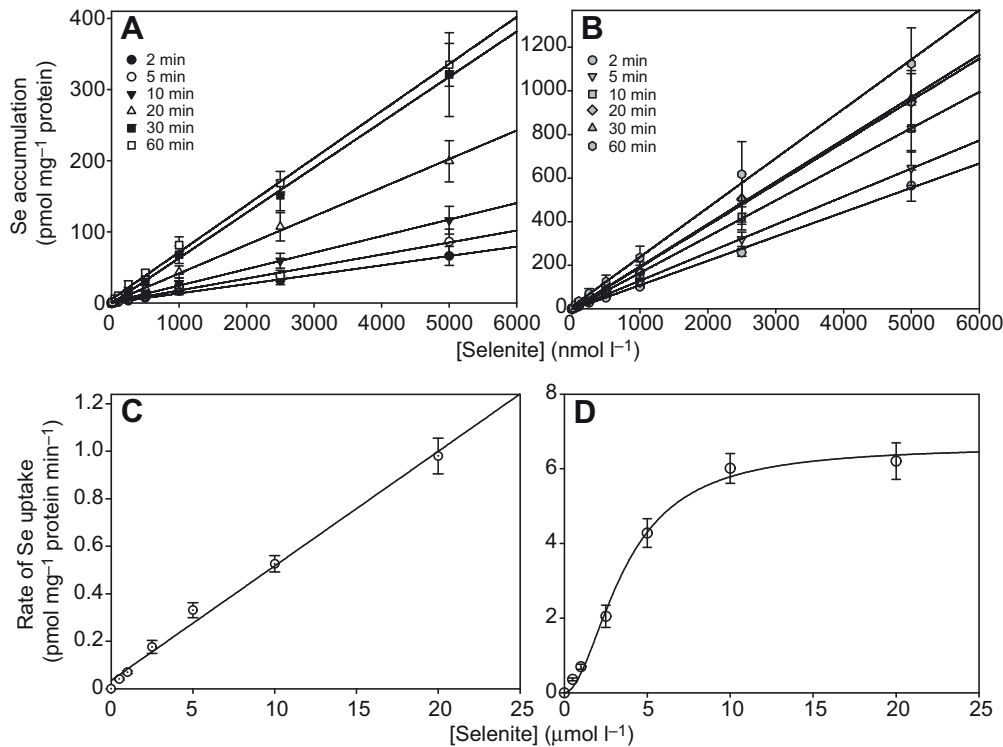 A
Se accumulation
(pmol mg⁻¹ protein)
400
300
200
100
0
2 min
5 min
10 min
20 min
30 min
60 min
0 1000 2000 3000 4000 5000 6000
B
1200
1000
800
600
400
200
0
2 min
5 min
10 min
20 min
30 min
60 min
0 1000 2000 3000 4000 5000 6000
[Selenite] (nmol l⁻¹)
C
Rate of Se uptake
(pmol mg⁻¹ protein min⁻¹)
1.2
1.0
0.8
0.6
0.4
0.2
0
0 5 10 15 20 25
D
8
6
4
2
0
0 5 10 15 20 25
[Selenite] (μmol l⁻¹)